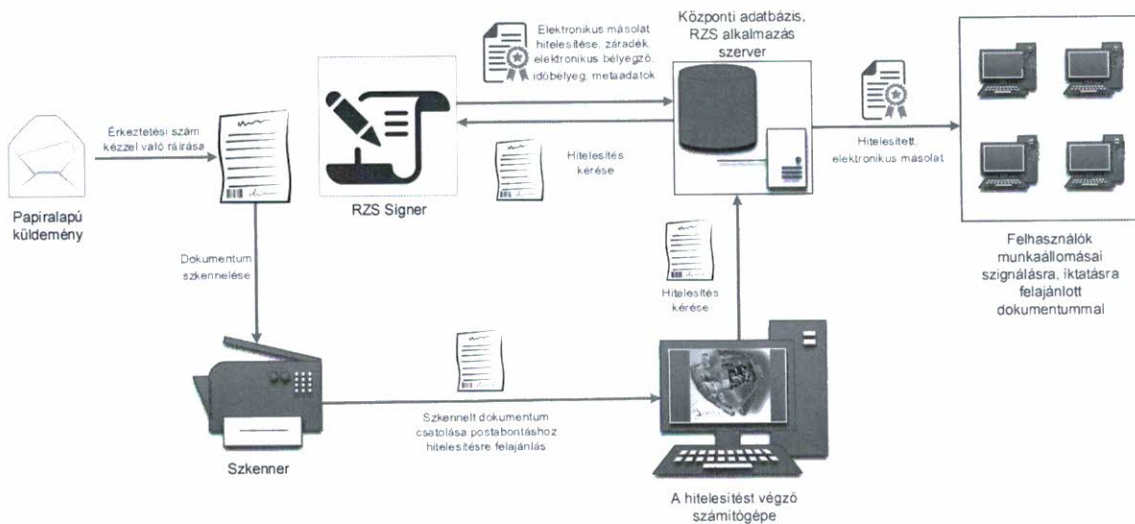 Elektronikus másolat
hitelesítése, záradék,
elektronikus bélyegző,
időbélyeg, metaadatok
Központi adatbázis,
RZS alkalmazás
szerver
Érkeztetési szám
kézzel való ráírása
Hitelesítés
kérése
Hitelesített,
elektronikus másolat
Papíralapú
küldemény
RZS Signer
Felhasználók
munkaállomásai
szignálásra, iktatásra
felajánlott
dokumentummal
Dokumentum
szkennelése
Hitelesítés
kérése
Szkennelt dokumentum
csatolása postabontáshoz
hitelesítésre felajánlás
Szkenner
A hitelesítést végző
számítógépe